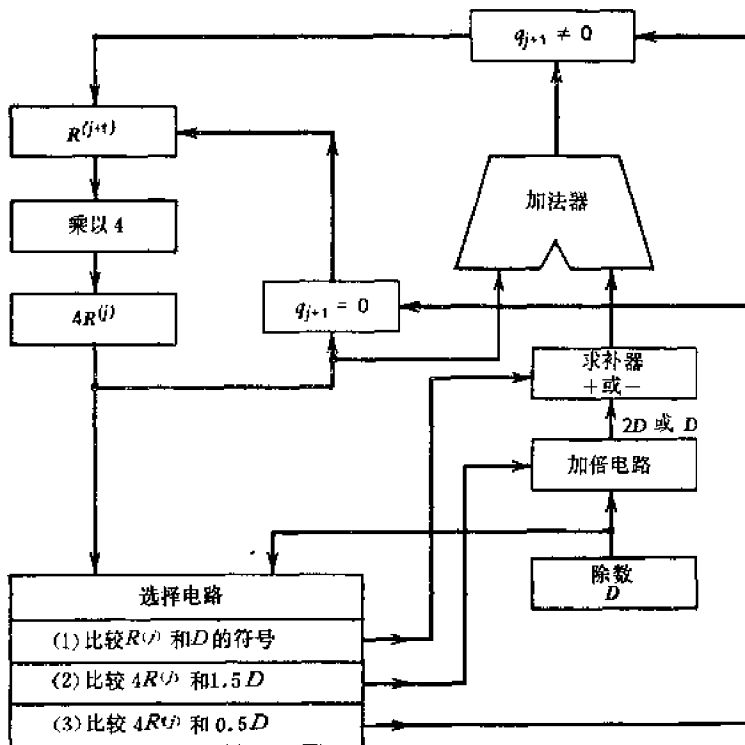 q_{j+1} ≠ 0
R^{(j+1)}
加法器
乘以4
4R^{(j)}
q_{j+1} = 0
求补器
+或−
2D 或 D
加倍电路
除数
D
选择电路
(1)比较R^{(j)} 和D的符号
(2)比较 4R^{(j)} 和1.5D
(3)比较 4R^{(j)} 和 0.5D